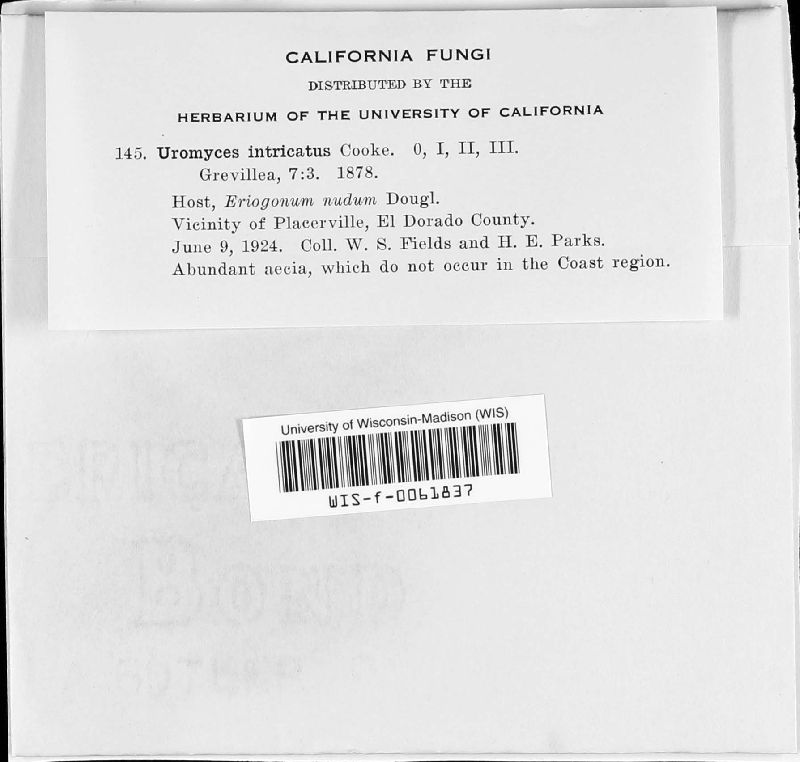 CALIFORNIA FUNGI
DISTRIBUTED BY THE
HERBARIUM OF THE UNIVERSITY OF CALIFORNIA
145. Uromyces intricatus Cooke. 0, I, II, III.
Grevillea, 7:3. 1878.
Host, Eriogonum nudum Dougl.
Vicinity of Placerville, El Dorado County.
June 9, 1924. Coll. W. S. Fields and H. E. Parks.
Abundant aecia, which do not occur in the Coast region.
University of Wisconsin-Madison (WIS)
WIS-f-0061837